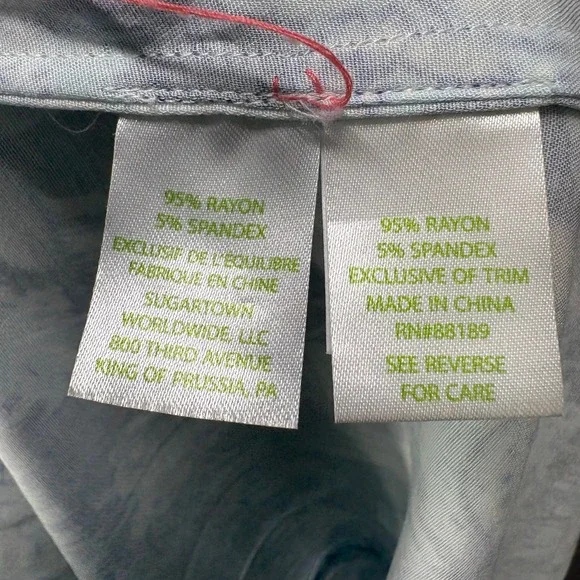 95% RAYON
5% SPANDEX
EXCLUSIF DE L'EQUILIBRE
FABRIQUE EN CHINE
SUGARTOWN
WORLDWIDE, LLC
800 THIRD AVENUE
KING OF PRUSSIA, PA
95% RAYON
5% SPANDEX
EXCLUSIVE OF TRIM
MADE IN CHINA
RN#88189
SEE REVERSE
FOR CARE